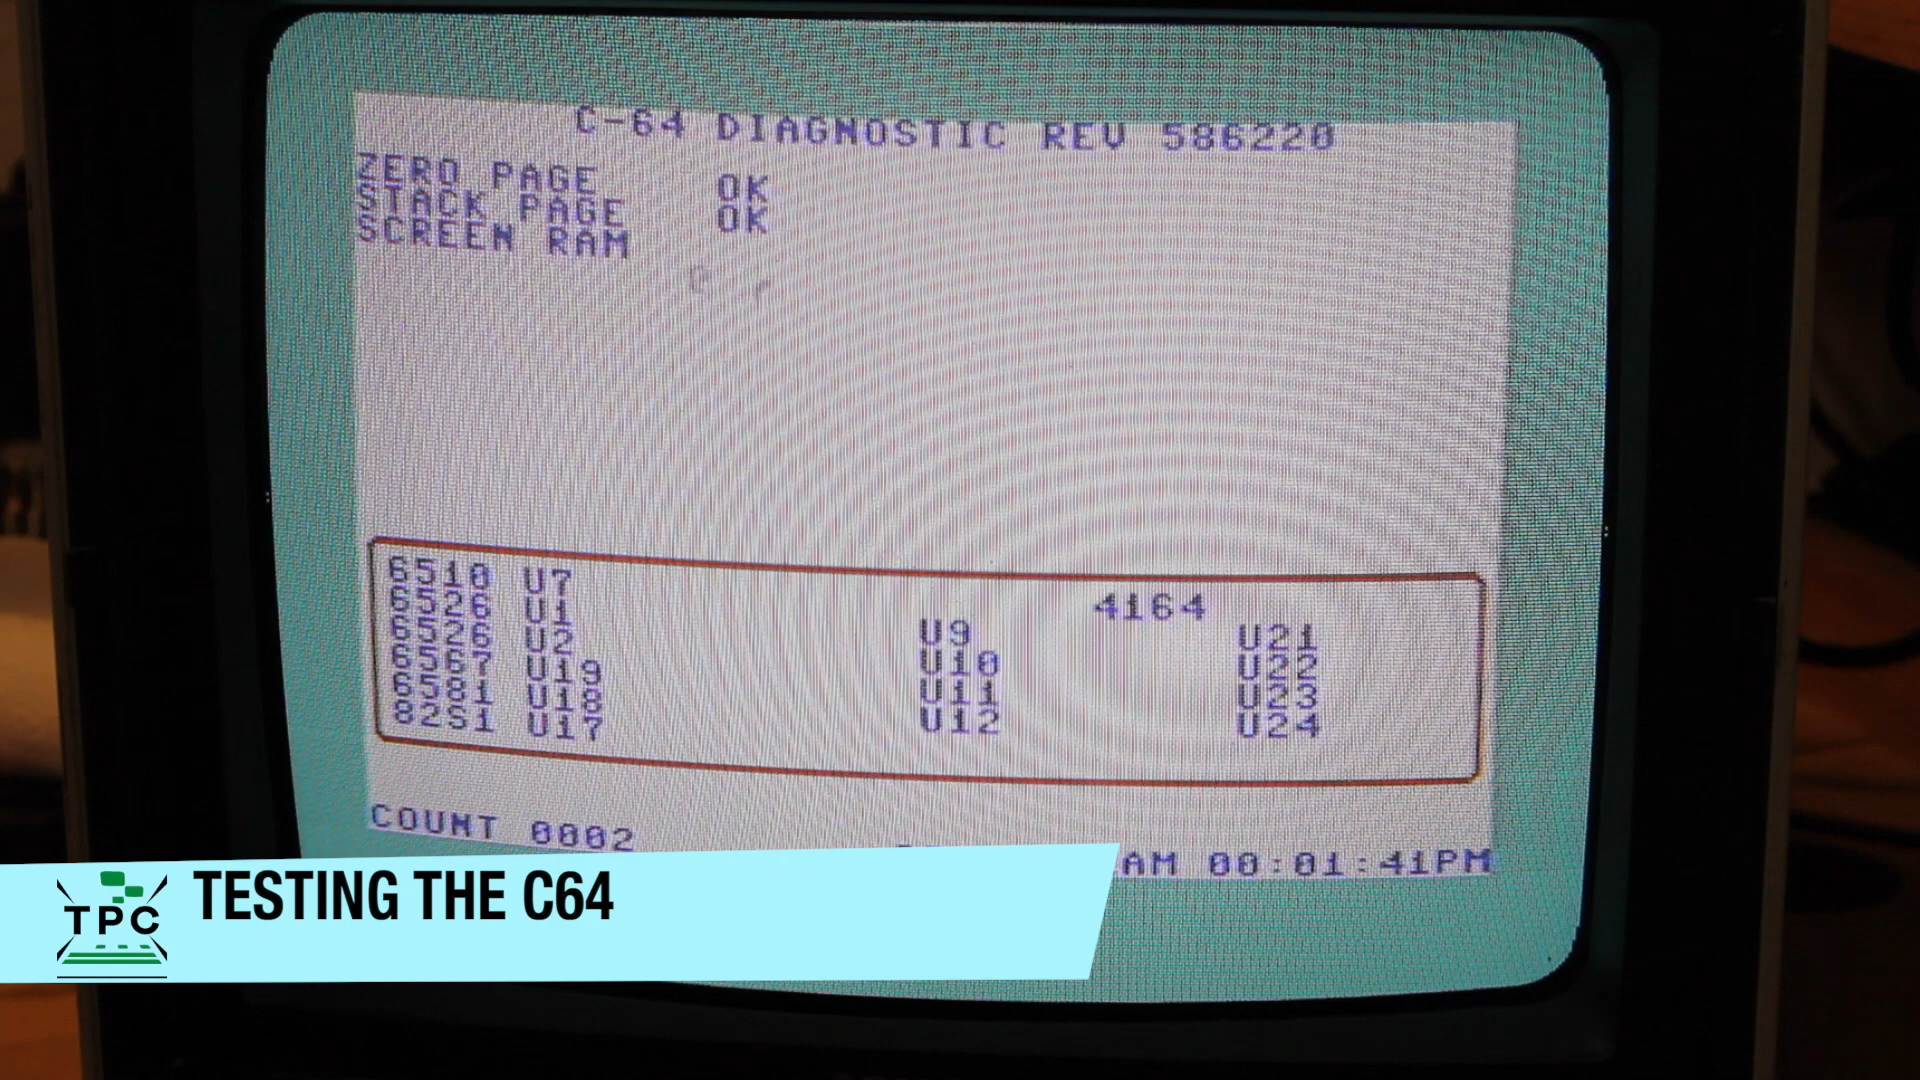 C-64 DIAGNOSTIC REV 586220
ZERO PAGE OK
STACK PAGE OK
SCREEN RAM
6510 U7
6526 U1
6526 U2
6567 U19
6581 U18
82S1 U17
4164
U9 U21
U10 U22
U11 U23
U12 U24
COUNT 0002
AM 00:01:41PM
TPC
TESTING THE C64